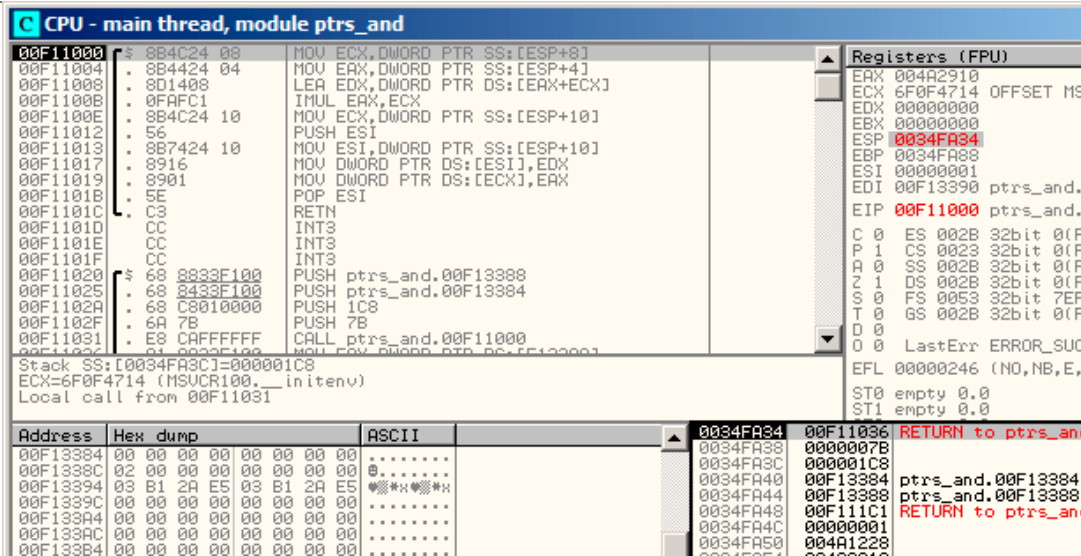 CPU - main thread, module ptrs_and
00F11000 $ 8B4C24 08 MOV ECX,DWORD PTR SS:[ESP+8]
00F11004 . 8B4424 04 MOV EAX,DWORD PTR SS:[ESP+4]
00F11008 . 8D1408 LEA EDX,DWORD PTR DS:[EAX+ECX]
00F1100B . 0FAFC1 IMUL EAX,ECX
00F1100E . 8B4C24 10 MOV ECX,DWORD PTR SS:[ESP+10]
00F11012 . 56 PUSH ESI
00F11013 . 8B7424 10 MOV ESI,DWORD PTR SS:[ESP+10]
00F11017 . 8916 MOV DWORD PTR DS:[ESI],EDX
00F11019 . 8901 MOV DWORD PTR DS:[ECX],EAX
00F1101B . 5E POP ESI
00F1101C . C3 RETN
00F1101D CC INT3
00F1101E CC INT3
00F1101F CC INT3
00F11020 $ 68 8833F100 PUSH ptrs_and.00F13388
00F11025 . 68 8433F100 PUSH ptrs_and.00F13384
00F1102A . 68 C8010000 PUSH 1C8
00F1102F . 6A 7B PUSH 7B
00F11031 . E8 CAFFFFFF CALL ptrs_and.00F11000
Stack SS:[0034FA3C]=000001C8
ECX=6F0F4714 (MSVCR100.__initenv)
Local call from 00F11031
Registers (FPU)
EAX 004A2910
ECX 6F0F4714 OFFSET MS
EDX 00000000
EBX 00000000
ESP 0034FA34
EBP 0034FA88
ESI 00000001
EDI 00F13390 ptrs_and.
EIP 00F11000 ptrs_and.
C 0 ES 002B 32bit 0(F
P 1 CS 0023 32bit 0(F
A 0 SS 002B 32bit 0(F
Z 1 DS 002B 32bit 0(F
S 0 FS 0053 32bit 7EF
T 0 GS 002B 32bit 0(F
D 0
O 0 LastErr ERROR_SUC
EFL 00000246 (NO,NB,E,
ST0 empty 0.0
ST1 empty 0.0
Address Hex dump ASCII
00F13384 00 00 00 00 00 00 00 00 ........
00F1338C 02 00 00 00 00 00 00 00 ☻.......
00F13394 03 B1 2A E5 03 B1 2A E5
00F1339C 00 00 00 00 00 00 00 00 ........
00F133A4 00 00 00 00 00 00 00 00 ........
00F133AC 00 00 00 00 00 00 00 00 ........
00F133B4 00 00 00 00 00 00 00 00 ........
0034FA34 00F11036 RETURN to ptrs_an
0034FA38 0000007B
0034FA3C 000001C8
0034FA40 00F13384 ptrs_and.00F13384
0034FA44 00F13388 ptrs_and.00F13388
0034FA48 00F111C1 RETURN to ptrs_an
0034FA4C 00000001
0034FA50 004A1228